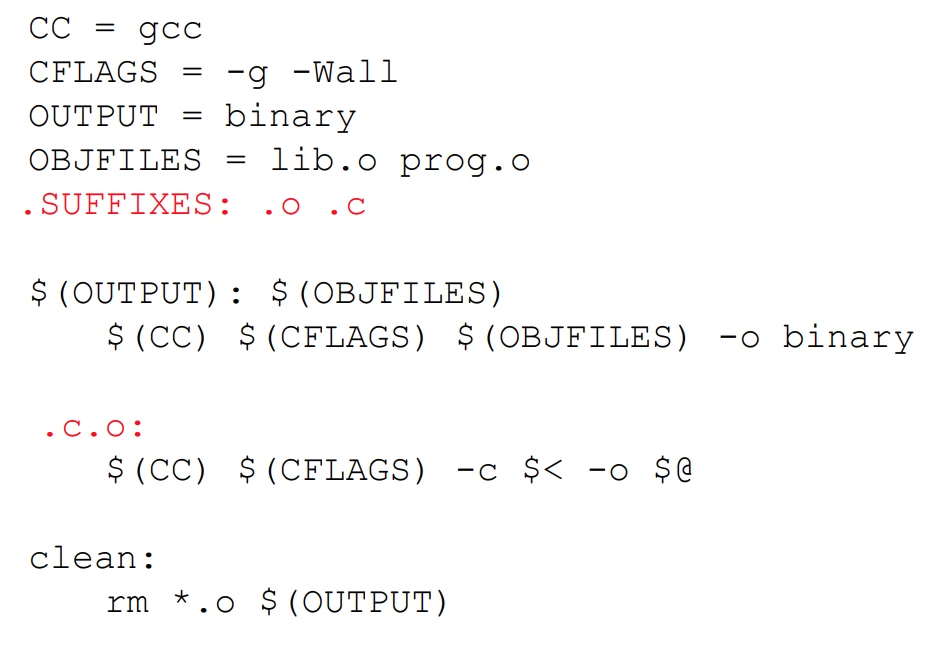 CC = gcc
CFLAGS = -g -Wall
OUTPUT = binary
OBJFILES = lib.o prog.o
.SUFFIXES: .o .c
$(OUTPUT): $(OBJFILES)
$(CC) $(CFLAGS) $(OBJFILES) -o binary
.c.o:
$(CC) $(CFLAGS) -c $< -o $@
clean:
rm *.o $(OUTPUT)